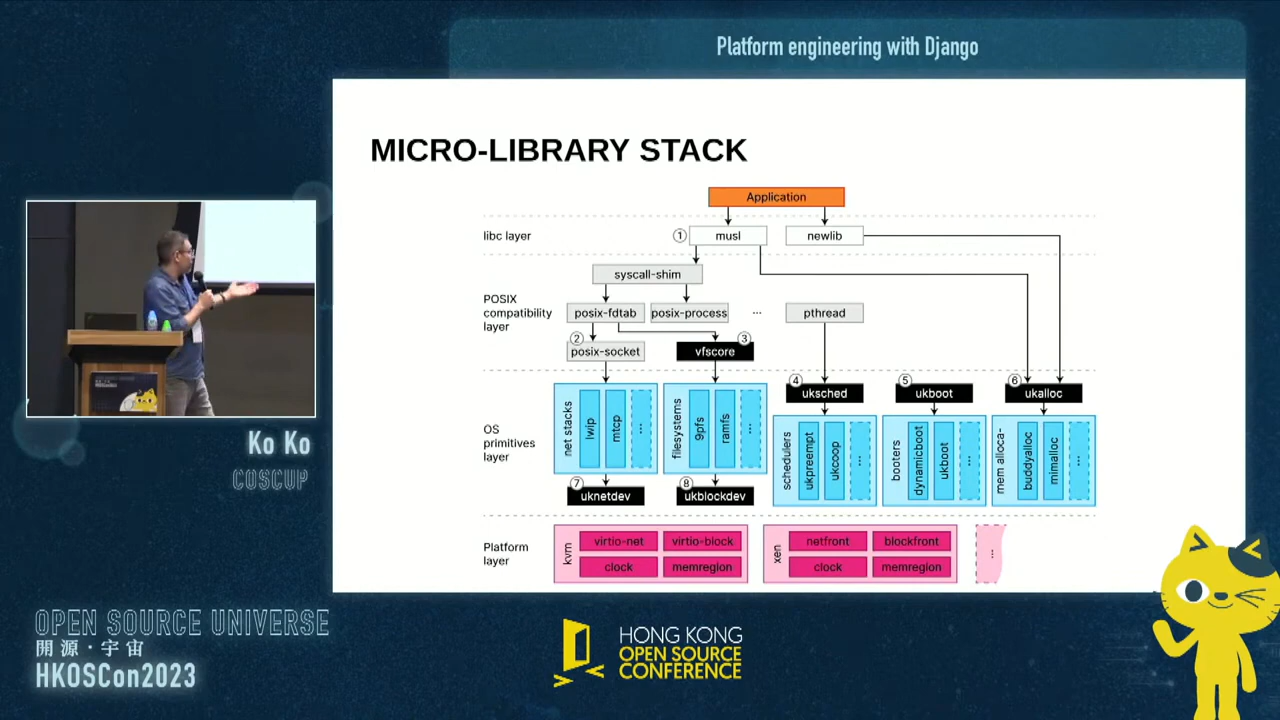 Platform engineering with Django
MICRO-LIBRARY STACK
Application
libc layer
1
musl
newlib
syscall-shim
POSIX
compatibility
layer
posix-fdtab
posix-process
...
pthread
2
posix-socket
3
vfscore
4
uksched
5
ukboot
6
ukalloc
OS
primitives
layer
net stacks
lwip
mtcp
...
filesystems
9pfs
ramfs
...
schedulers
ukpreempt
ukcoop
...
booters
dynamicboot
ukboot
...
mem alloca-
buddyalloc
mimalloc
...
7
uknetdev
8
ukblockdev
Platform
layer
kvm
virtio-net
virtio-block
clock
memregion
xen
netfront
blockfront
clock
memregion
...
Ko Ko
COSCUP
OPEN SOURCE UNIVERSE
開源·宇宙
HKOSCon2023
HONG KONG
OPEN SOURCE
CONFERENCE